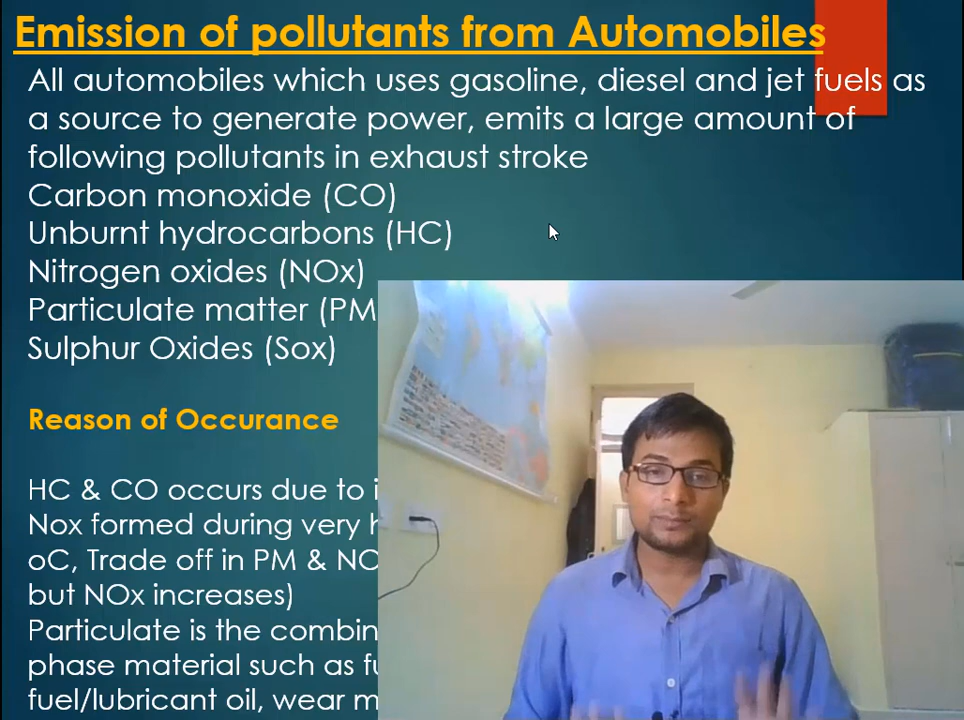 Emission of pollutants from Automobiles
All automobiles which uses gasoline, diesel and jet fuels as
a source to generate power, emits a large amount of
following pollutants in exhaust stroke
Carbon monoxide (CO)
Unburnt hydrocarbons (HC)
Nitrogen oxides (NOx)
Particulate matter (PM
Sulphur Oxides (Sox)
Reason of Occurance
HC & CO occurs due to i
Nox formed during very h
oC, Trade off in PM & NO
but NOx increases)
Particulate is the combin
phase material such as fu
fuel/lubricant oil, wear m